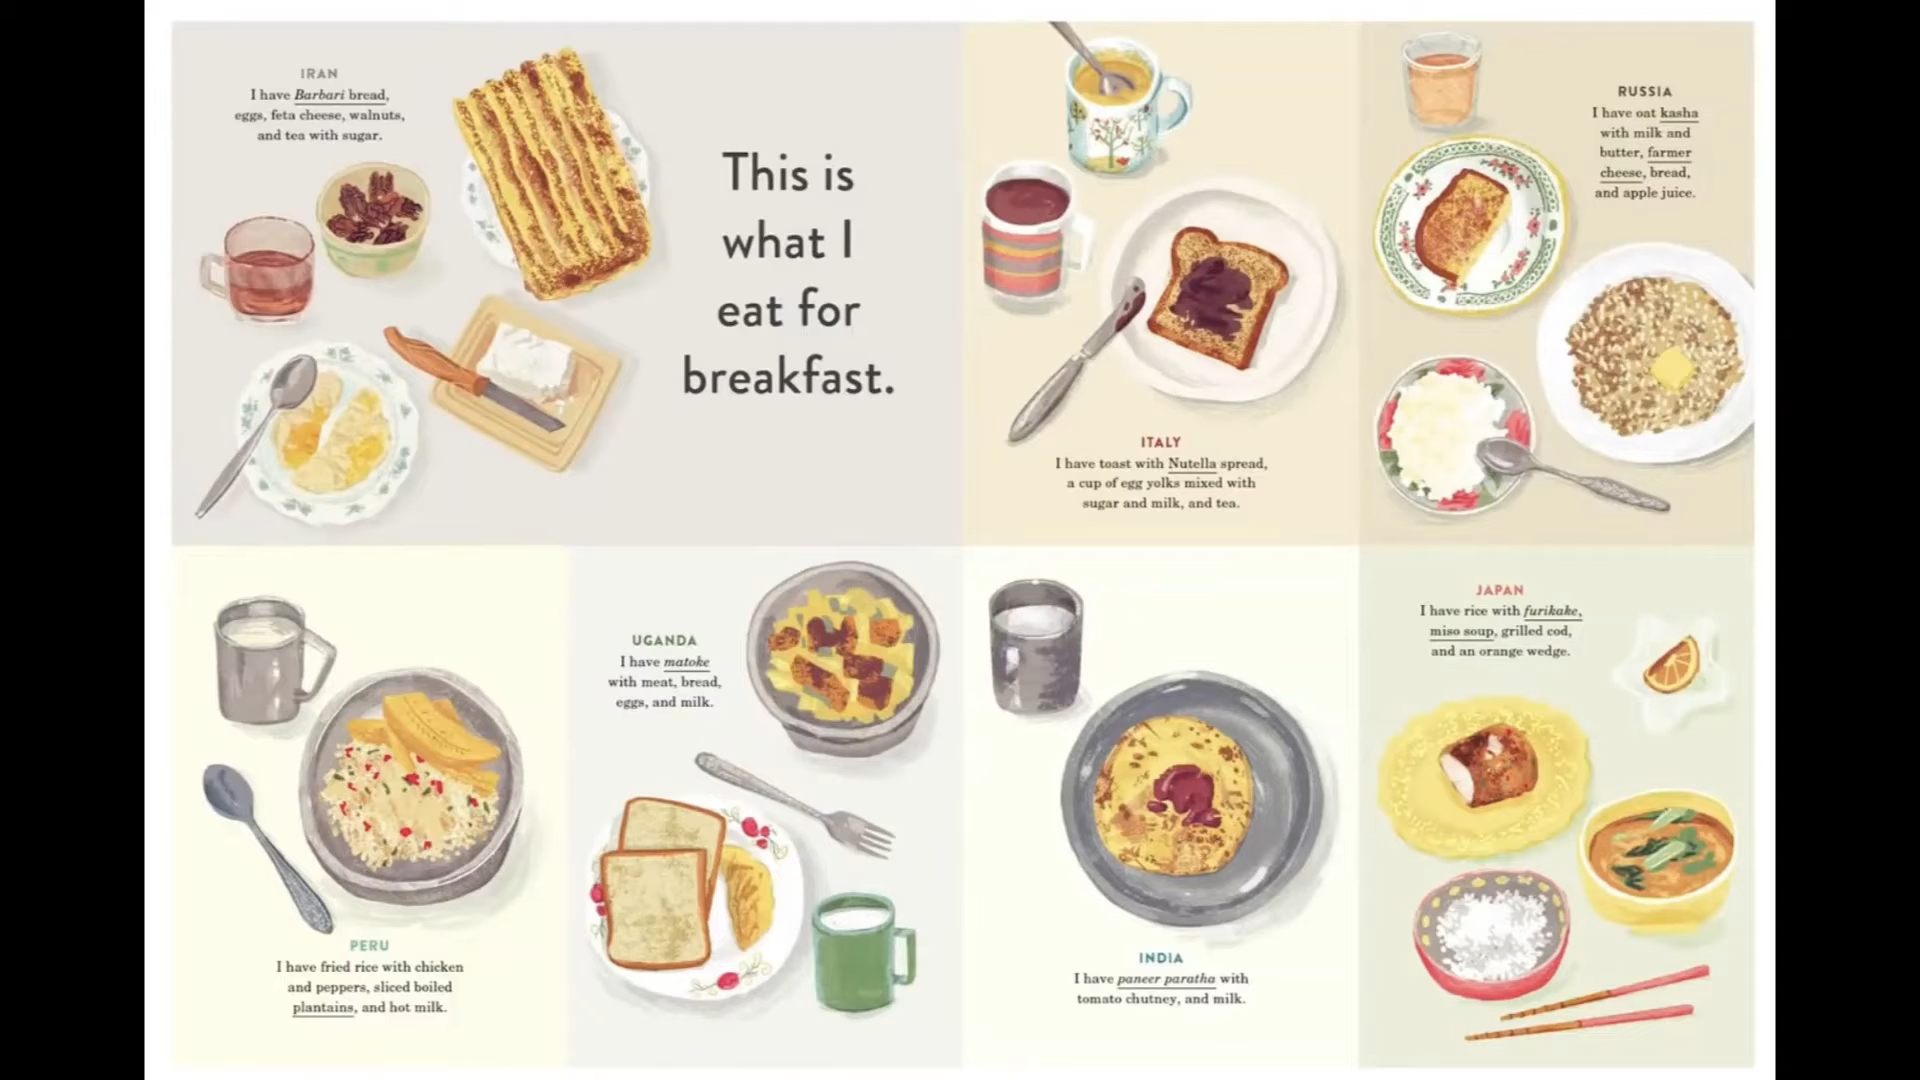 IRAN
I have Barbari bread,
eggs, feta cheese, walnuts,
and tea with sugar.
This is
what I
eat for
breakfast.
ITALY
I have toast with Nutella spread,
a cup of egg yolks mixed with
sugar and milk, and tea.
RUSSIA
I have oat kasha
with milk and
butter, farmer
cheese, bread,
and apple juice.
PERU
I have fried rice with chicken
and peppers, sliced boiled
plantains, and hot milk.
UGANDA
I have matoke
with meat, bread,
eggs, and milk.
INDIA
I have paneer paratha with
tomato chutney, and milk.
JAPAN
I have rice with furikake,
miso soup, grilled cod,
and an orange wedge.